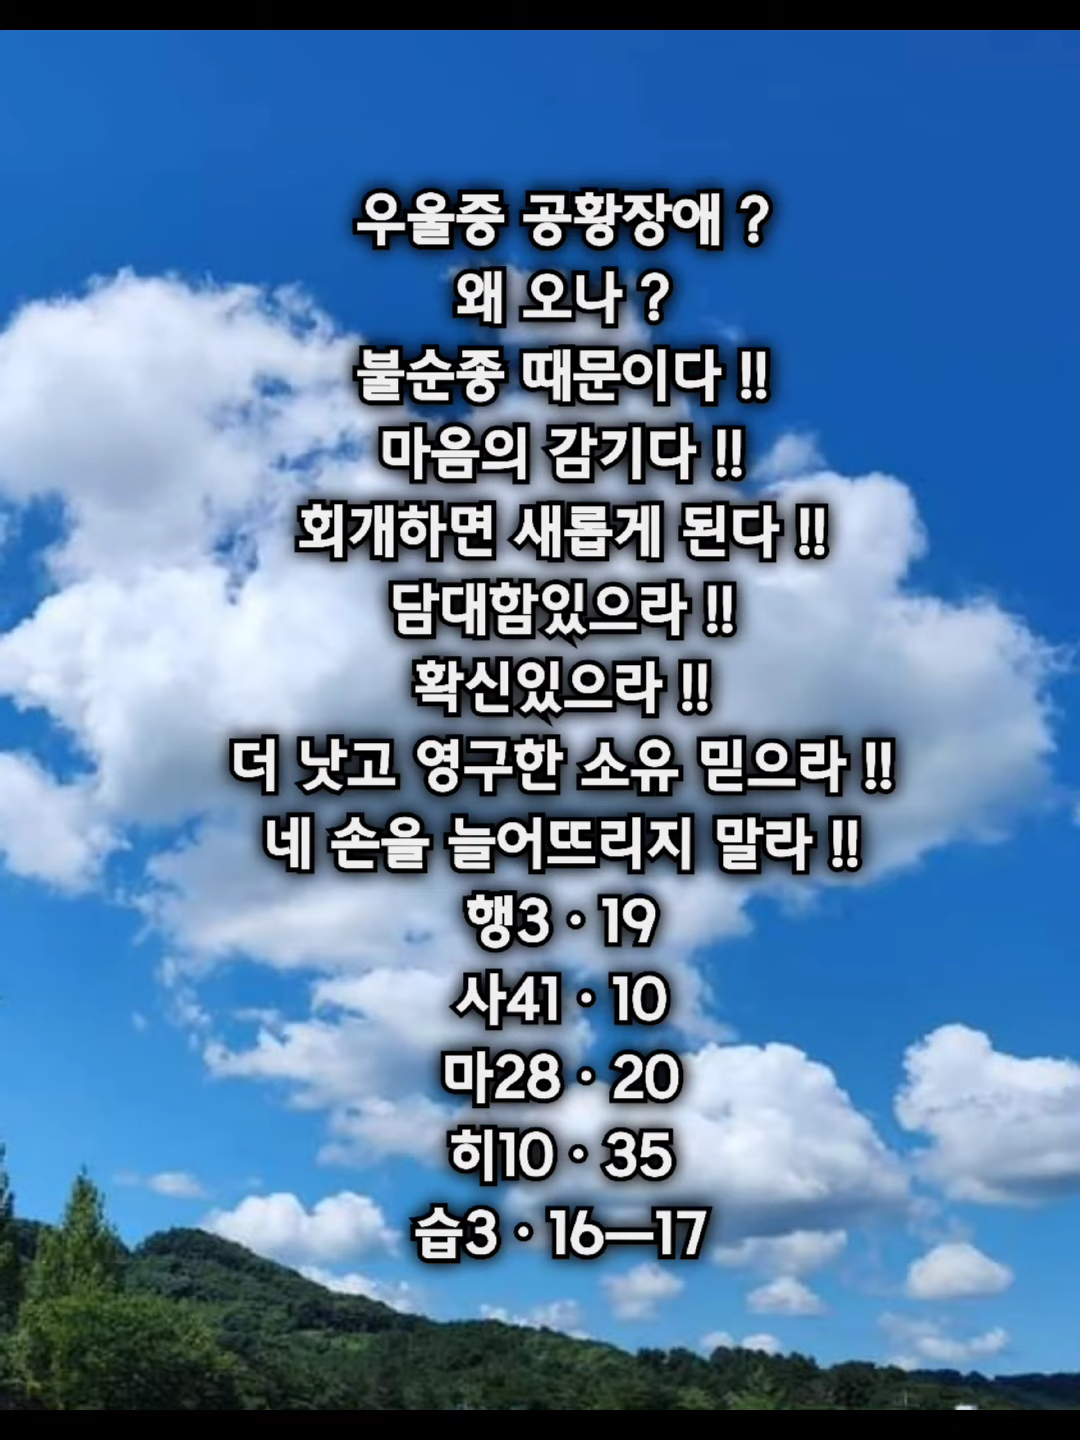 우울증 공황장애 ?
왜 오나 ?
불순종 때문이다 !!
마음의 감기다 !!
회개하면 새롭게 된다 !!
담대함있으라 !!
확신있으라 !!
더 낫고 영구한 소유 믿으라 !!
네 손을 늘어뜨리지 말라 !!
행3 · 19
사41 · 10
마28 · 20
히10 · 35
습3 · 16—17